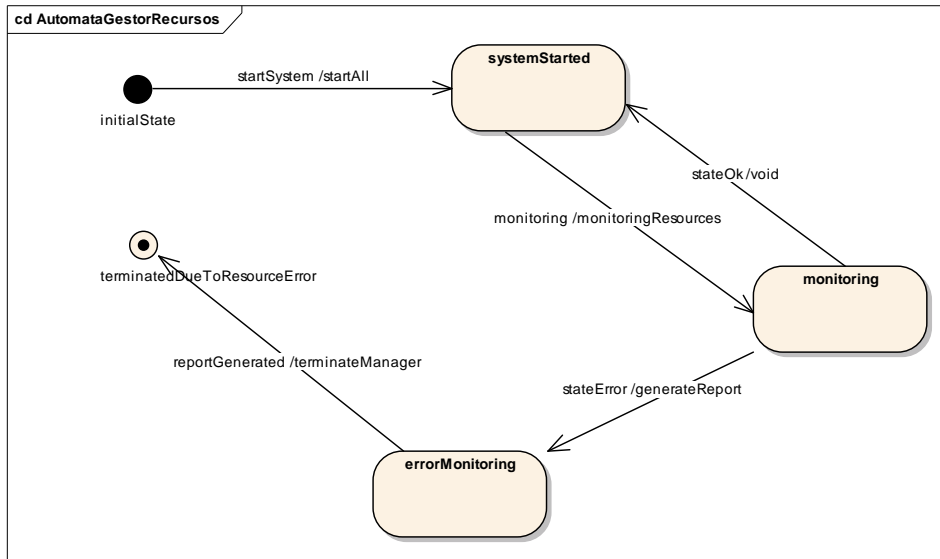 cd AutomataGestorRecursos
systemStarted
startSystem /startAll
initialState
stateOk /void
monitoring /monitoringResources
terminatedDueToResourceError
monitoring
reportGenerated /terminateManager
stateError /generateReport
errorMonitoring